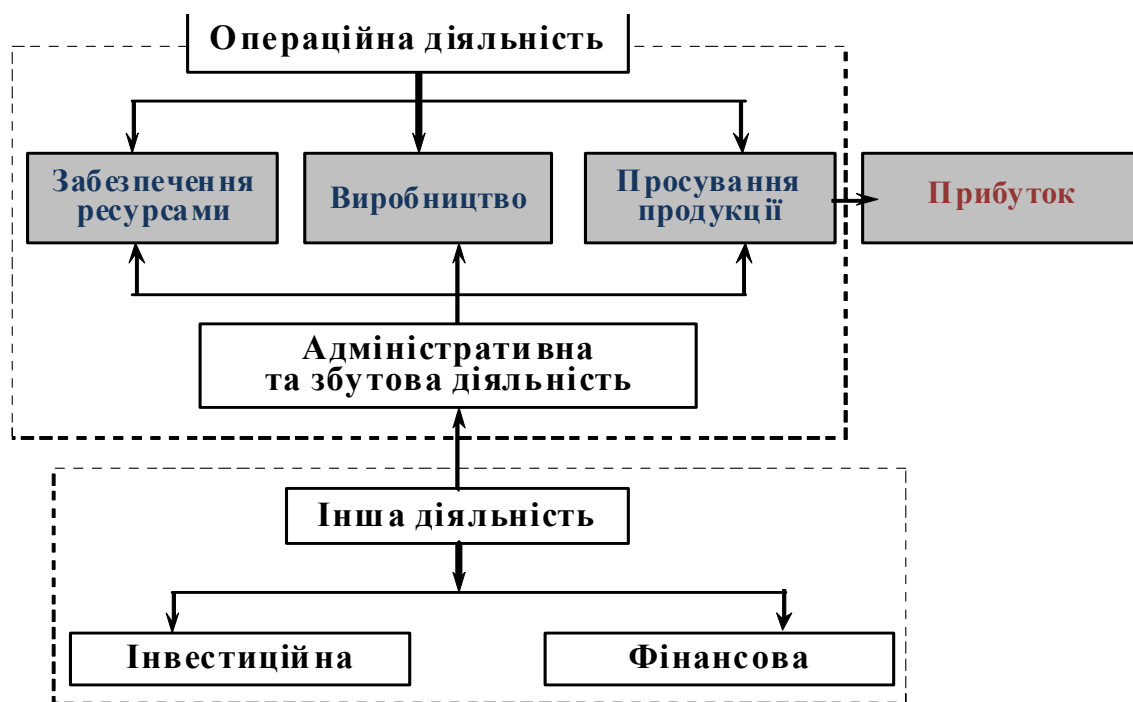 Операційна діяльність
Забезпечення
ресурсами
Виробництво
Просування
продукції
Прибуток
Адміністративна
та збутова діяльність
Інша діяльність
Інвестиційна
Фінансова